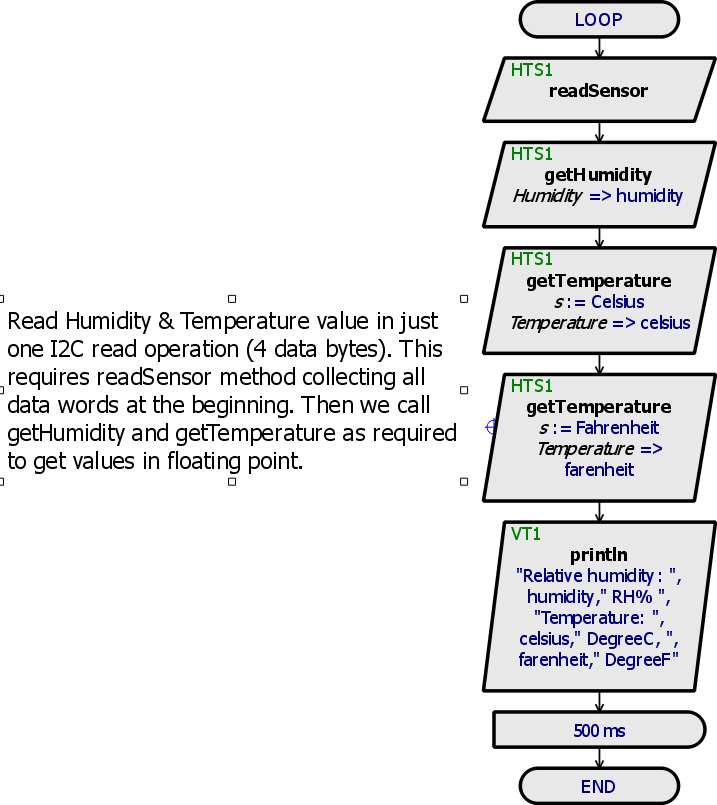 LOOP
HTS1
readSensor
HTS1
getHumidity
Humidity => humidity
HTS1
getTemperature
s := Celsius
Temperature => celsius
Read Humidity & Temperature value in just
one I2C read operation (4 data bytes). This
requires readSensor method collecting all
data words at the beginning. Then we call
getHumidity and getTemperature as required
to get values in floating point.
HTS1
getTemperature
s := Fahrenheit
Temperature =>
farenheit
VT1
println
"Relative humidity: ",
humidity," RH% ",
"Temperature: ",
celsius," DegreeC, ",
farenheit," DegreeF"
500 ms
END